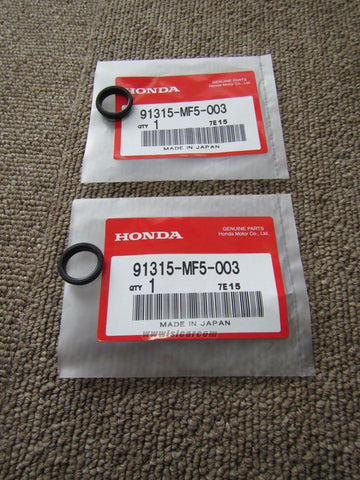 HONDA
GENUINE PARTS
Honda Motor Co., Ltd.
91315-MF5-003
QTY 1 7E15
MADE IN JAPAN
HONDA
GENUINE PARTS
Honda Motor Co., Ltd.
91315-MF5-003
QTY 1 7E15
MADE IN JAPAN